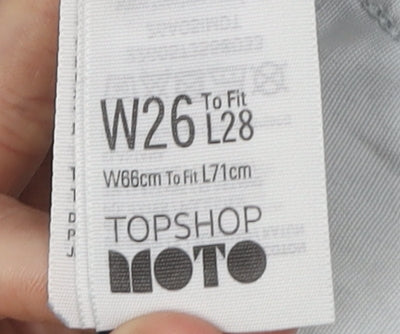 W26 To Fit L28
W66cm To Fit L71cm
TOPSHOP
MOTO